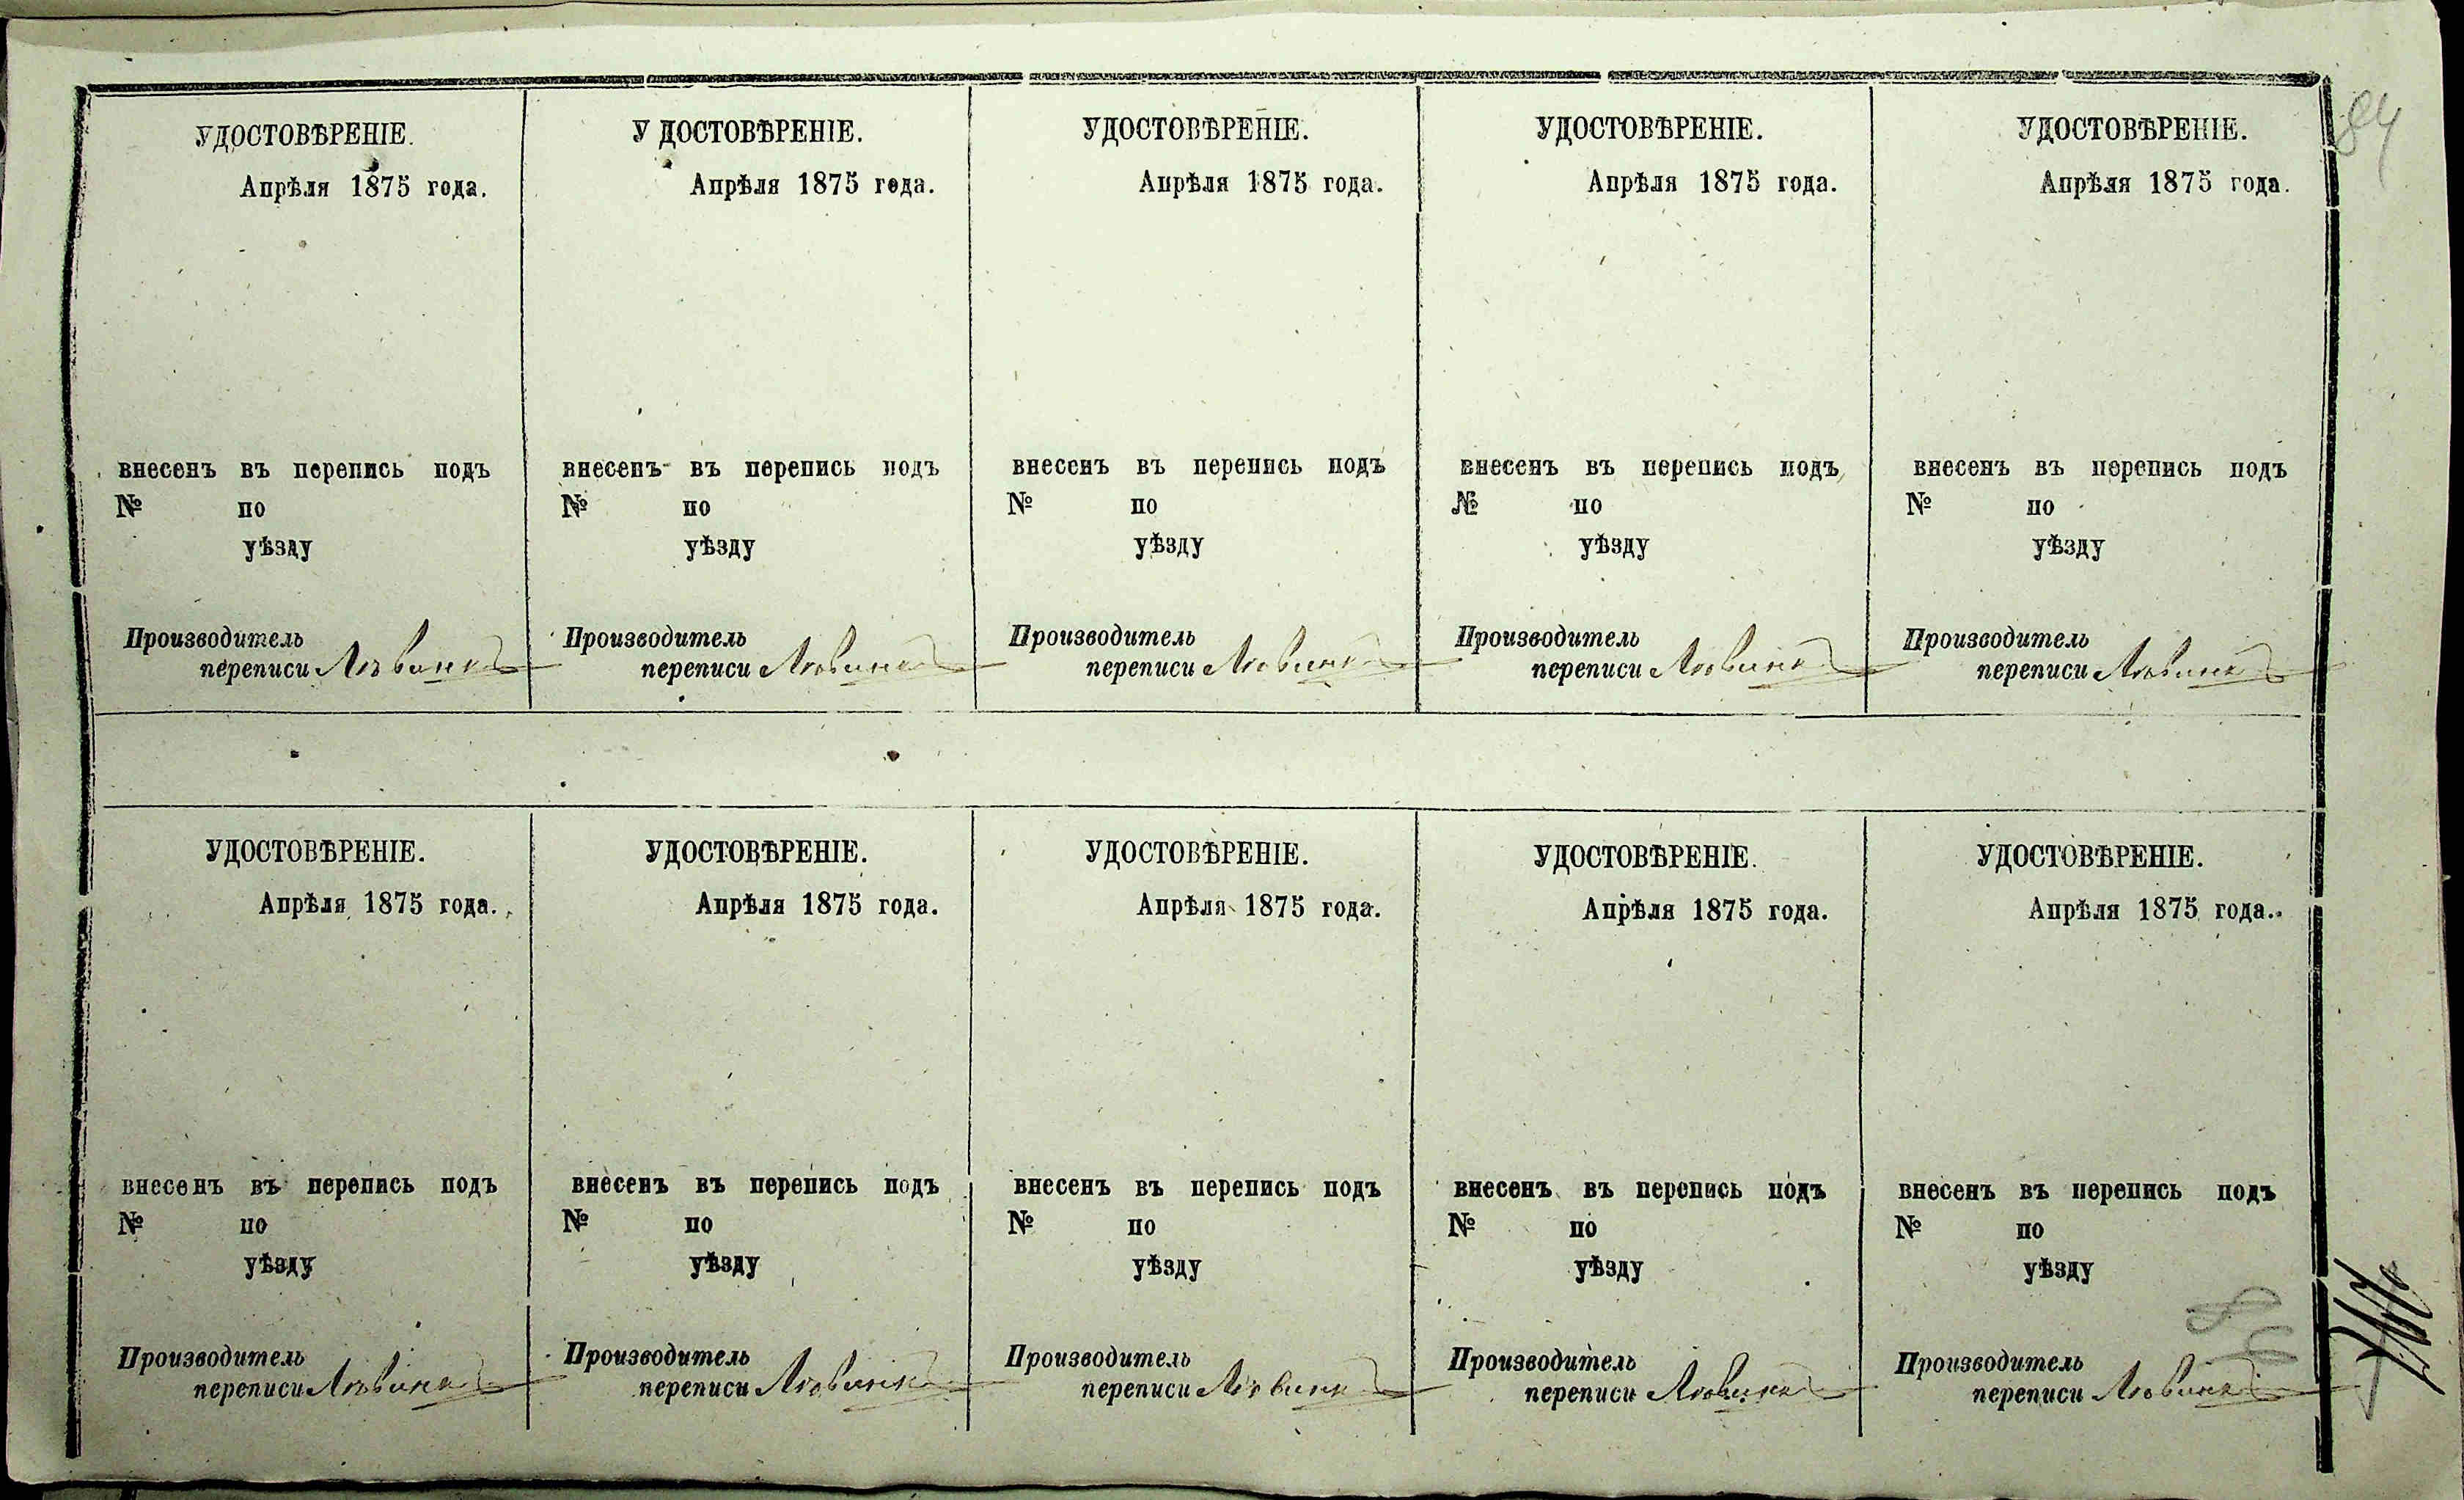 84
УДОСТОВѢРЕНІЕ.
Апрѣля 1875 года.
внесенъ въ перепись подъ
№ по
уѣзду
Производитель
переписи
У ДОСТОВѢРЕНІЕ.
Апрѣля 1875 года.
внесенъ въ перепись подъ
№ по
уѣзду
Производитель
переписи
УДОСТОВѢРЕНІЕ.
Апрѣля 1875 года.
внесенъ въ перепись подъ
№ по
уѣзду
Производитель
переписи
УДОСТОВѢРЕНІЕ.
Апрѣля 1875 года.
внесенъ въ перепись подъ
№ по
уѣзду
Производитель
переписи
УДОСТОВѢРЕНІЕ.
Апрѣля 1875 года.
внесенъ въ перепись подъ
№ по
уѣзду
Производитель
переписи
УДОСТОВѢРЕНІЕ.
Апрѣля 1875 года.
внесенъ въ перепись подъ
№ по
уѣзду
Производитель
переписи
УДОСТОВѢРЕНІЕ.
Апрѣля 1875 года.
внесенъ въ перепись подъ
№ по
уѣзду
Производитель
переписи
УДОСТОВѢРЕНІЕ.
Апрѣля 1875 года.
внесенъ въ перепись подъ
№ по
уѣзду
Производитель
переписи
УДОСТОВѢРЕНІЕ.
Апрѣля 1875 года.
внесенъ въ перепись подъ
№ по
уѣзду
Производитель
переписи
УДОСТОВѢРЕНІЕ.
Апрѣля 1875 года.
внесенъ въ перепись подъ
№ по
уѣзду
Производитель
переписи